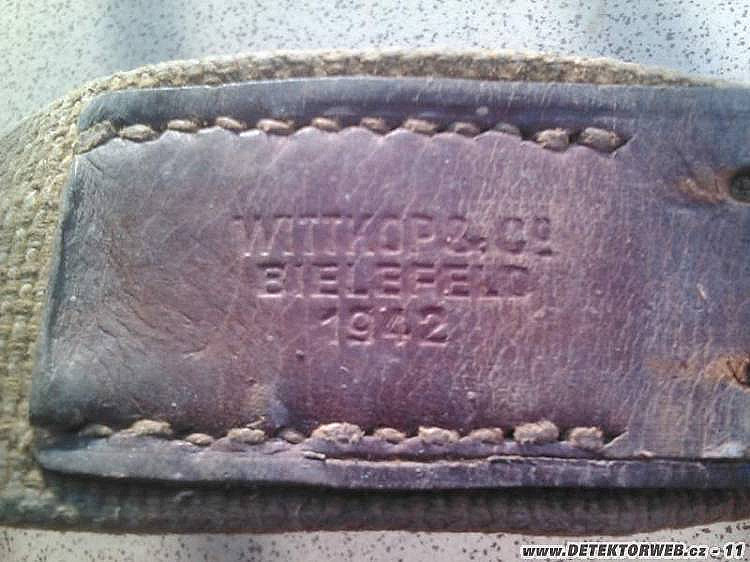 WITTKOP & Cº
BIELEFELD
1942
www.DETEKTORWEB.cz - 11